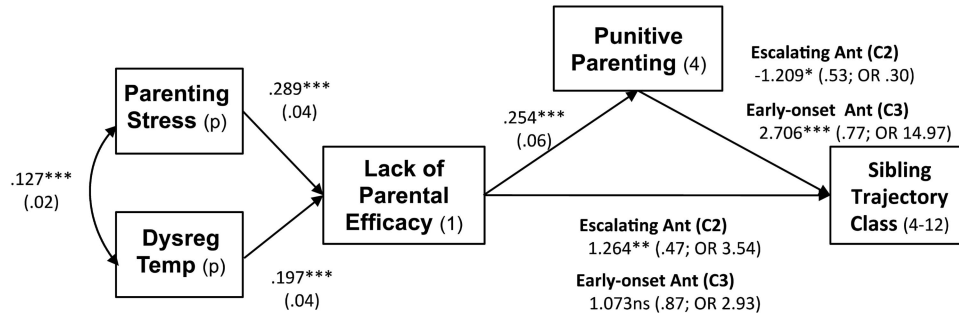 Punitive
Parenting (4)
Escalating Ant (C2)
-1.209* (.53; OR .30)
Parenting
Stress (p)
.289***
(.04)
.254***
(.06)
Early-onset Ant (C3)
2.706*** (.77; OR 14.97)
.127***
(.02)
Lack of
Parental
Efficacy (1)
Sibling
Trajectory
Class (4-12)
Dysreg
Temp (p)
.197***
(.04)
Escalating Ant (C2)
1.264** (.47; OR 3.54)
Early-onset Ant (C3)
1.073ns (.87; OR 2.93)